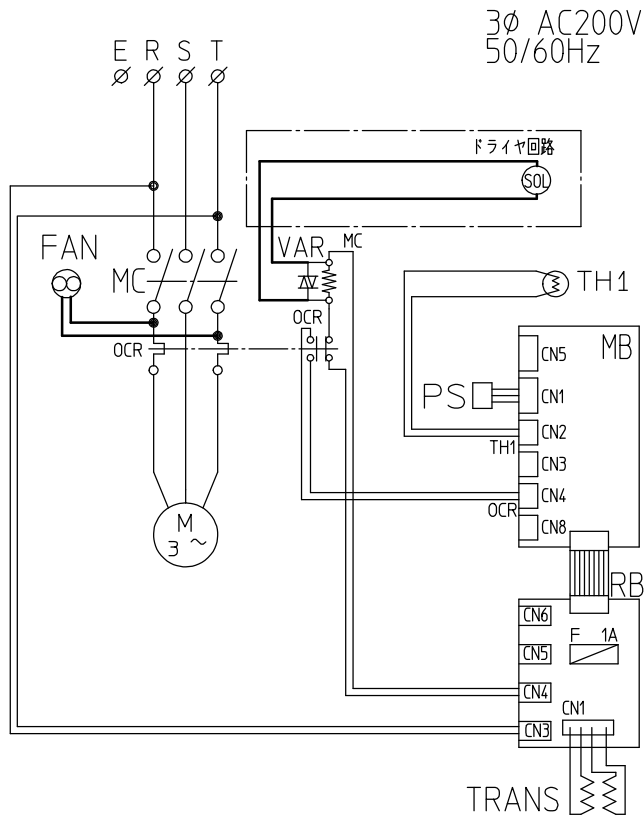 3φ AC200V
50/60Hz
E R S T
ドライヤ回路
SOL
FAN
VAR
MC
MC
TH1
OCR
OCR
MB
CN5
PS
CN1
CN2
TH1
CN3
CN4
OCR
CN8
M
3 ~
RB
CN6
F 1A
CN5
CN4
CN1
CN3
TRANS